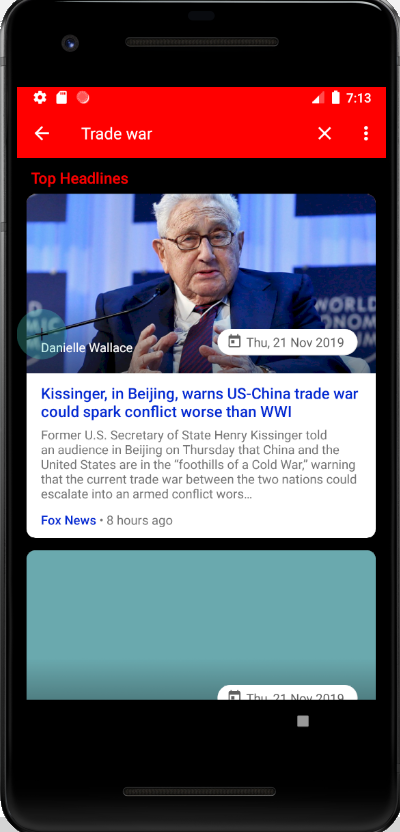 7:13
Trade war
Top Headlines
WORLD
Danielle Wallace
Thu, 21 Nov 2019
Kissinger, in Beijing, warns US-China trade war
could spark conflict worse than WWI
Former U.S. Secretary of State Henry Kissinger told
an audience in Beijing on Thursday that China and the
United States are in the “foothills of a Cold War,” warning
that the current trade war between the two nations could
escalate into an armed conflict wors...
Fox News • 8 hours ago
Thu, 21 Nov 2019